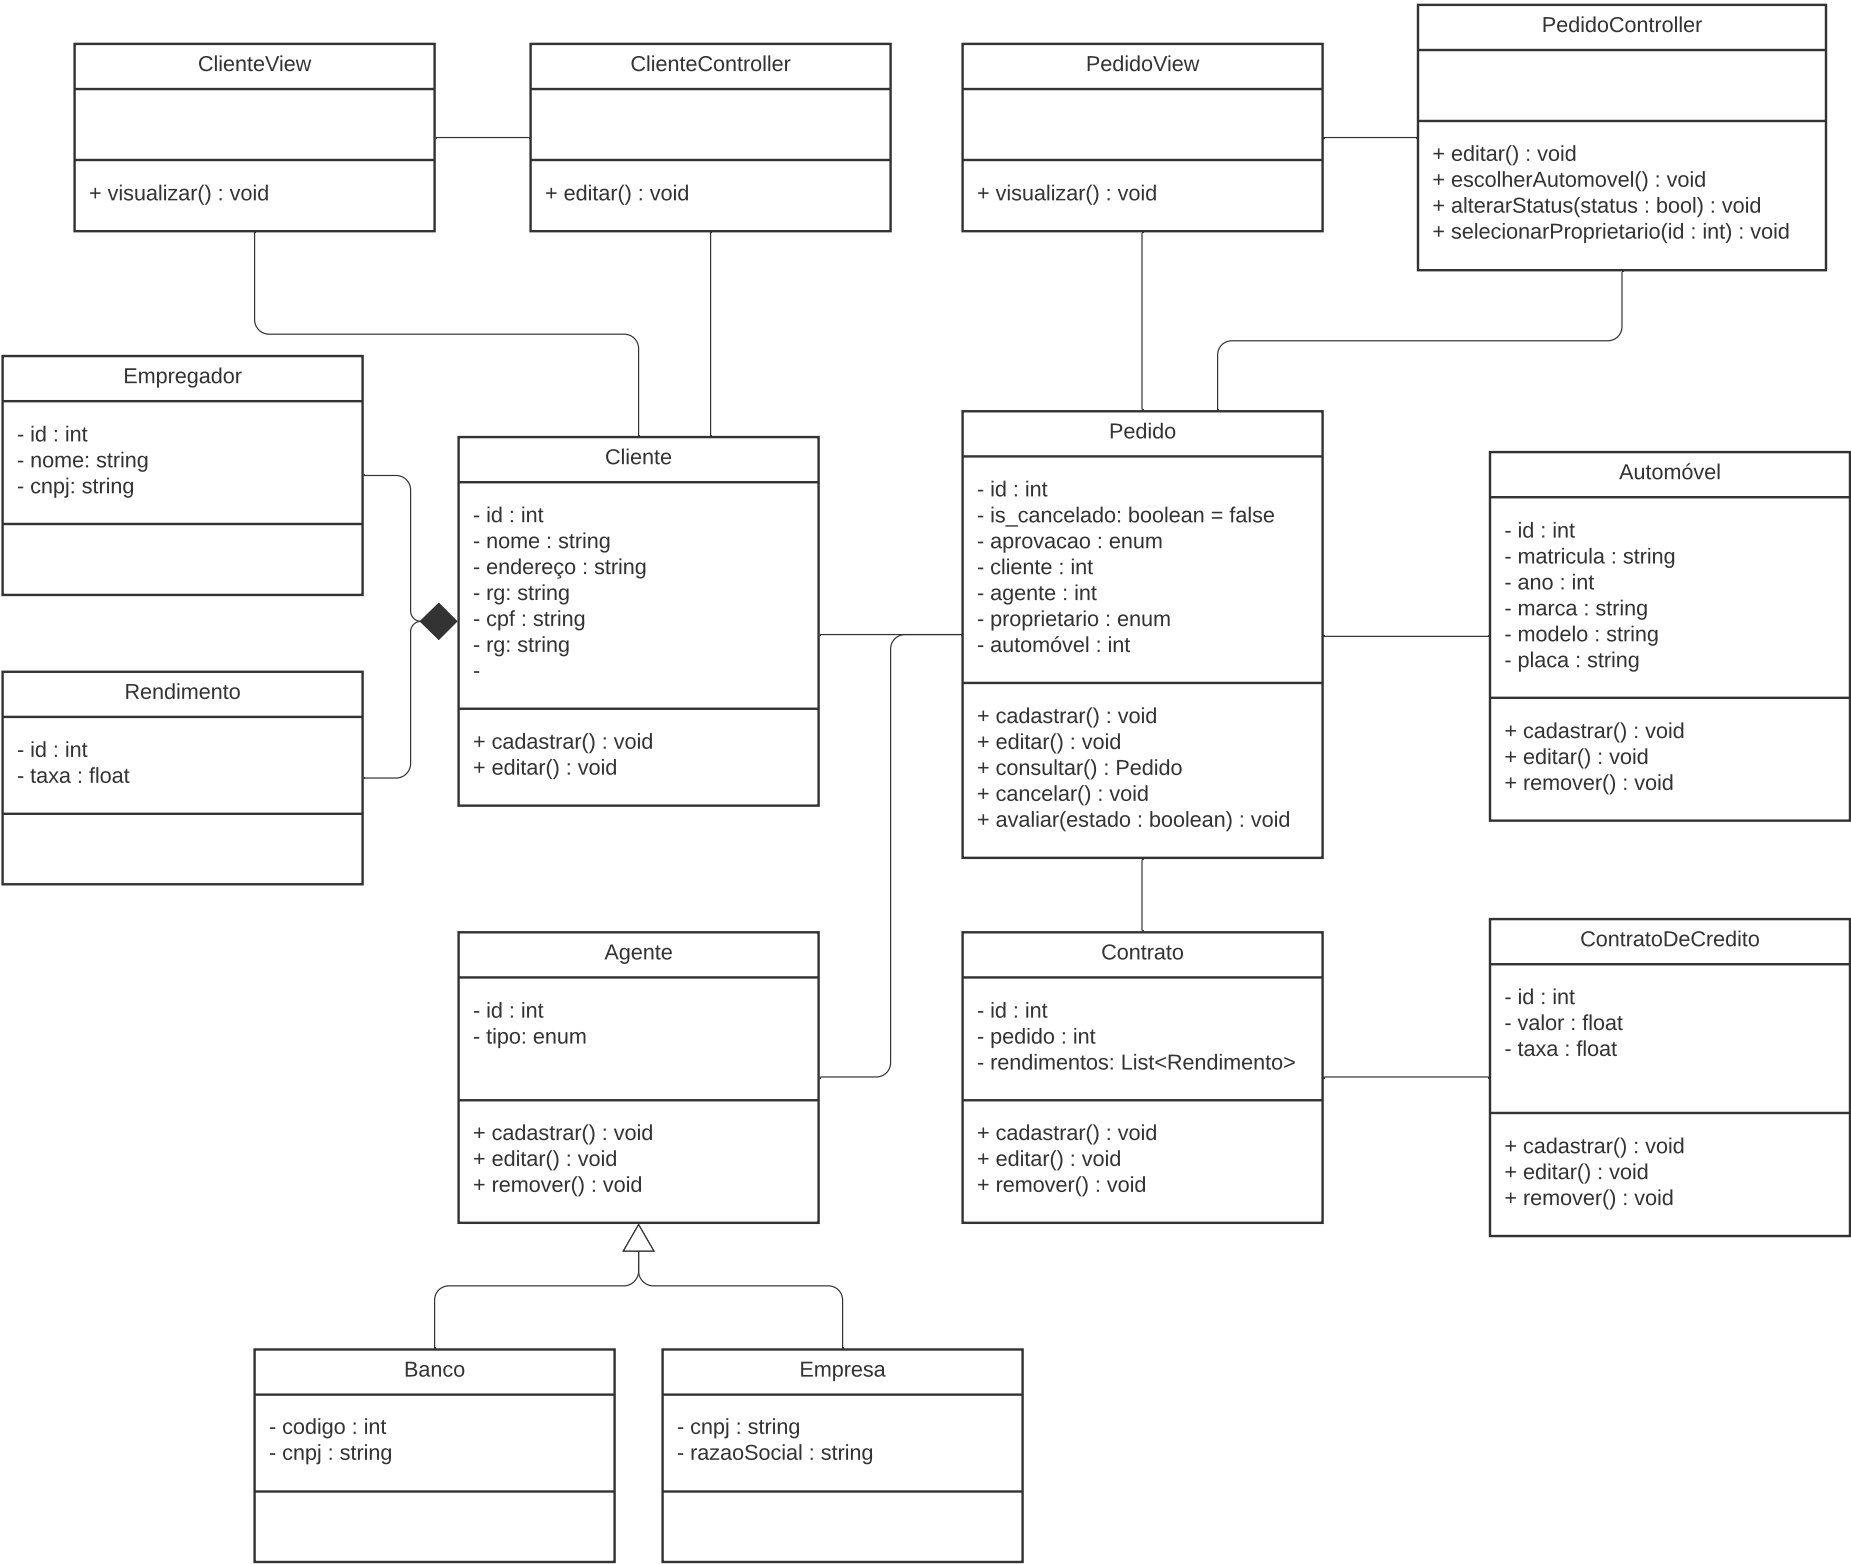 ClienteView
+ visualizar() : void
ClienteController
+ editar() : void
PedidoView
+ visualizar() : void
PedidoController
+ editar() : void
+ escolherAutomovel() : void
+ alterarStatus(status : bool) : void
+ selecionarProprietario(id : int) : void
Empregador
- id : int
- nome: string
- cnpj: string
Rendimento
- id : int
- taxa : float
Cliente
- id : int
- nome : string
- endereço : string
- rg: string
- cpf : string
- rg: string
-
+ cadastrar() : void
+ editar() : void
Pedido
- id : int
- is_cancelado: boolean = false
- aprovacao : enum
- cliente : int
- agente : int
- proprietario : enum
- automóvel : int
+ cadastrar() : void
+ editar() : void
+ consultar() : Pedido
+ cancelar() : void
+ avaliar(estado : boolean) : void
Automóvel
- id : int
- matricula : string
- ano : int
- marca : string
- modelo : string
- placa : string
+ cadastrar() : void
+ editar() : void
+ remover() : void
Agente
- id : int
- tipo: enum
+ cadastrar() : void
+ editar() : void
+ remover() : void
Contrato
- id : int
- pedido : int
- rendimentos: List<Rendimento>
+ cadastrar() : void
+ editar() : void
+ remover() : void
ContratoDeCredito
- id : int
- valor : float
- taxa : float
+ cadastrar() : void
+ editar() : void
+ remover() : void
Banco
- codigo : int
- cnpj : string
Empresa
- cnpj : string
- razaoSocial : string